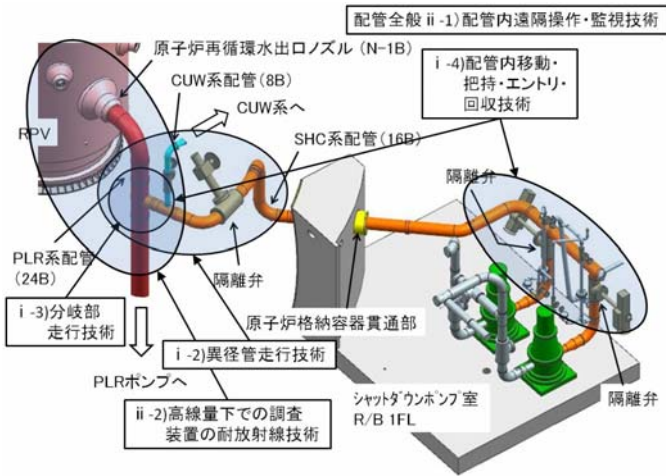 配管全般ⅱ-1)配管内遠隔操作・監視技術
原子炉再循環水出口ノズル(N-1B)
CUW系配管(8B)
CUW系へ
ⅰ-4)配管内移動・
把持・エントリ・
回収技術
RPV
SHC系配管(16B)
隔離弁
PLR系配管
(24B)
隔離弁
ⅰ-3)分岐部
走行技術
原子炉格納容器貫通部
ⅰ-2)異径管走行技術
PLRポンプへ
隔離弁
シャットダウンポンプ室
R/B 1FL
ⅱ-2)高線量下での調査
装置の耐放射線技術